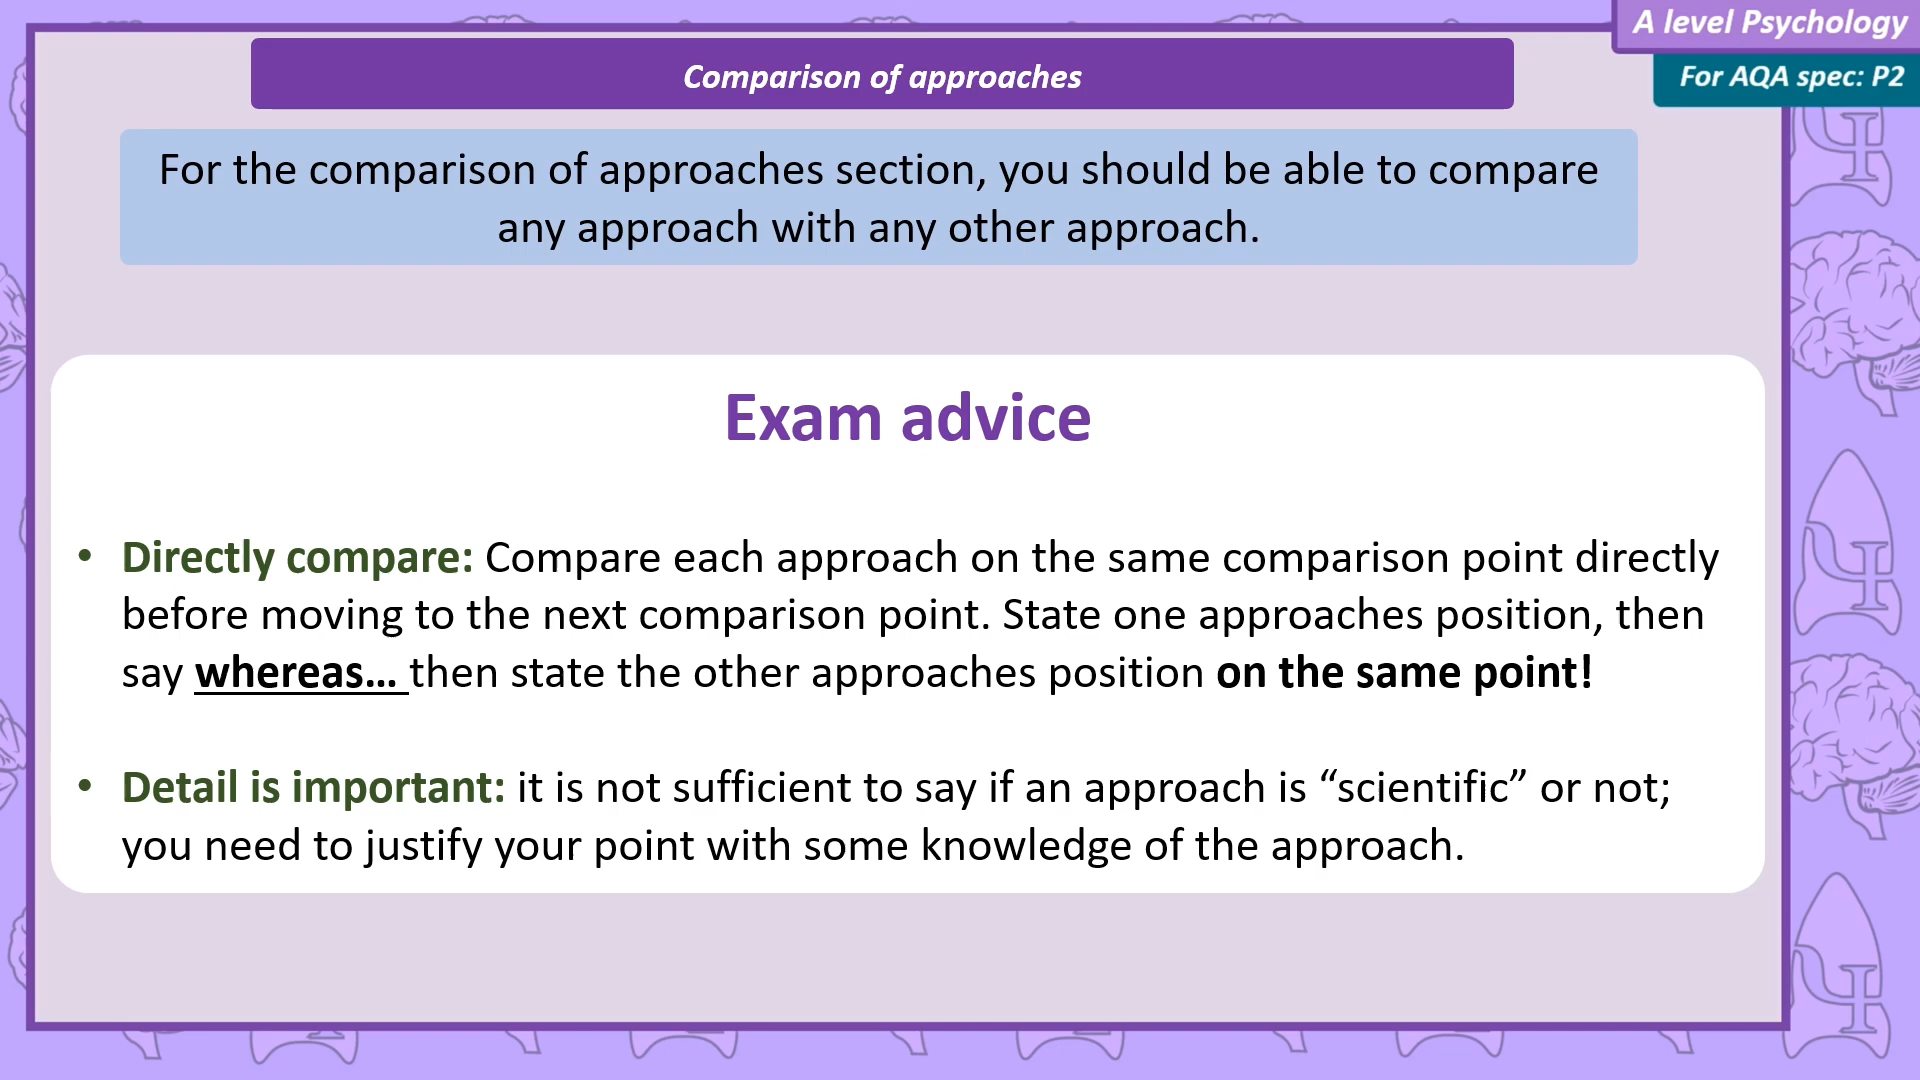 A level Psychology
For AQA spec: P2
Comparison of approaches
For the comparison of approaches section, you should be able to compare
any approach with any other approach.
Exam advice
• Directly compare: Compare each approach on the same comparison point directly
before moving to the next comparison point. State one approaches position, then
say whereas... then state the other approaches position on the same point!
• Detail is important: it is not sufficient to say if an approach is “scientific” or not;
you need to justify your point with some knowledge of the approach.